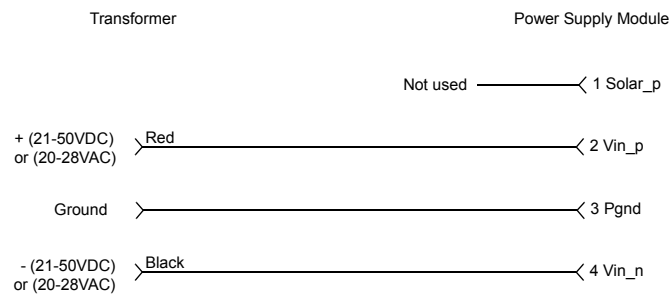 Transformer
Power Supply Module
Not used
1 Solar_p
+ (21-50VDC)
or (20-28VAC)
Red
2 Vin_p
Ground
3 Pgnd
- (21-50VDC)
or (20-28VAC)
Black
4 Vin_n